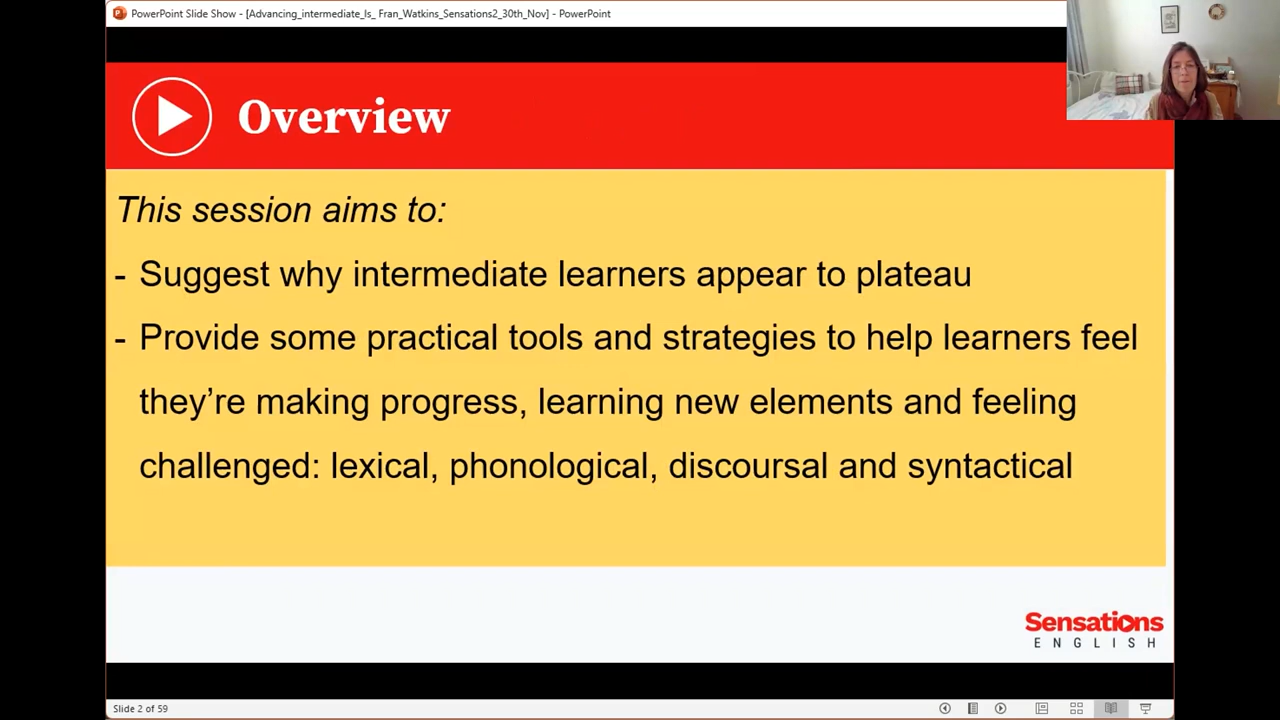 PowerPoint Slide Show - [Advancing_intermediate_ls_ Fran_Watkins_Sensations2_30th_Nov] - PowerPoint
Overview
This session aims to:
- Suggest why intermediate learners appear to plateau
- Provide some practical tools and strategies to help learners feel
they’re making progress, learning new elements and feeling
challenged: lexical, phonological, discoursal and syntactical
Sensations
ENGLISH
Slide 2 of 59